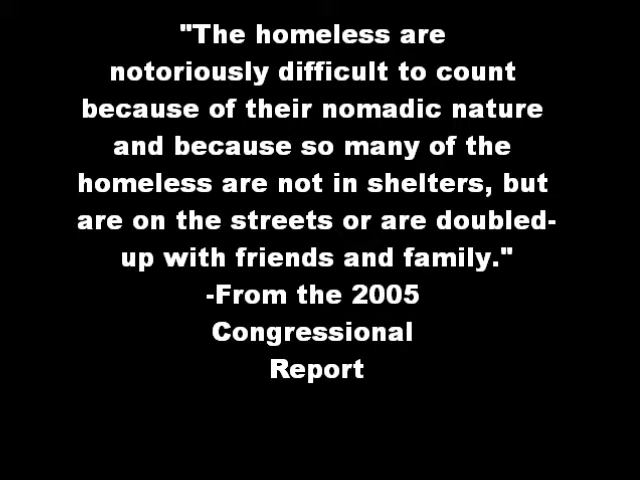 "The homeless are
notoriously difficult to count
because of their nomadic nature
and because so many of the
homeless are not in shelters, but
are on the streets or are doubled-
up with friends and family."
-From the 2005
Congressional
Report